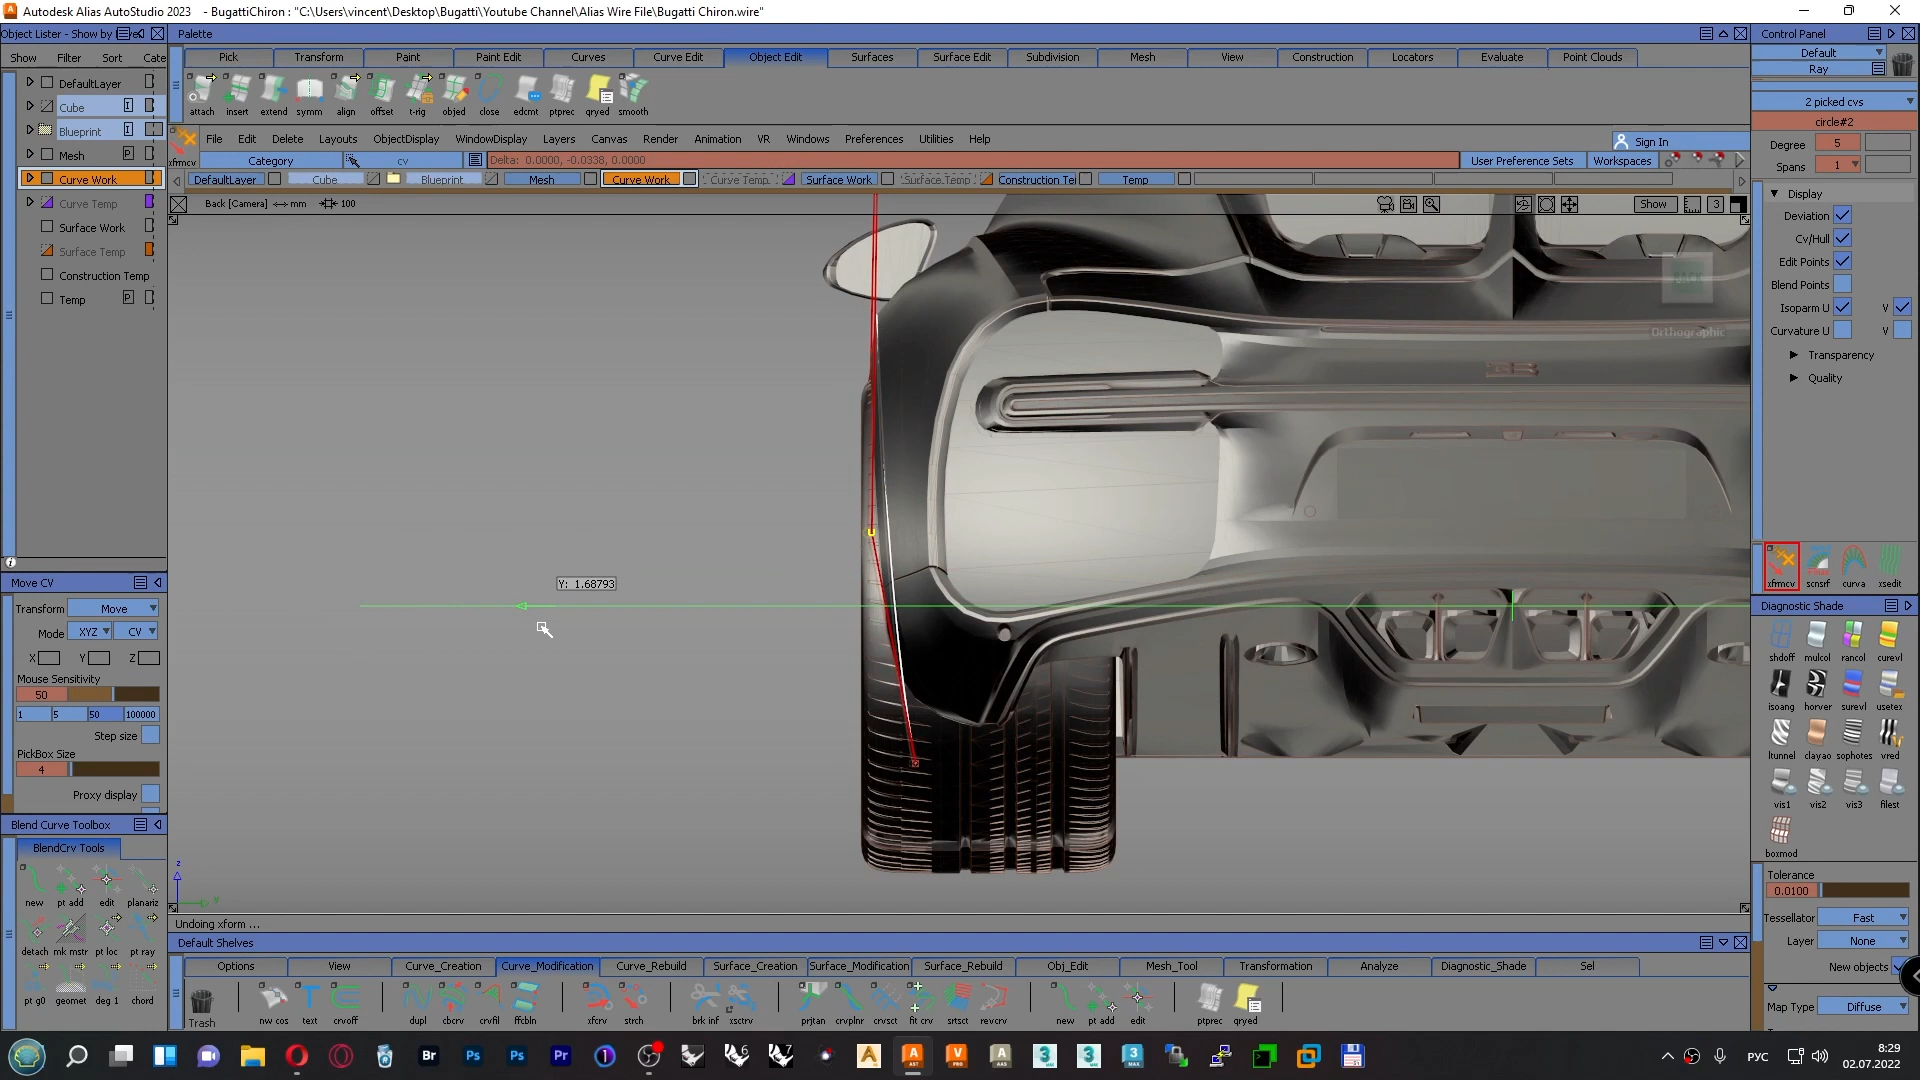 Autodesk Alias AutoStudio 2023 - BugattiChiron : "C:\Users\vincent\Desktop\Bugatti\Youtube Channel\Alias Wire File\Bugatti Chiron.wire"
Object Lister - Show by
Palette
Control Panel
Show Filter Sort Cate
Pick Transform Paint Paint Edit Curves Curve Edit Object Edit Surfaces Surface Edit Subdivision Mesh View Construction Locators Evaluate Point Clouds
Default
Ray
DefaultLayer
Cube
Blueprint
Mesh P
Curve Work
Curve Temp
Surface Work
Surface Temp
Construction Temp
Temp P
attach insert extend symm align offset t-rig objed close edcnt ptprec qryed smooth
2 picked cvs
circle#2
Degree 5
Spans 1
File Edit Delete Layouts ObjectDisplay WindowDisplay Layers Canvas Render Animation VR Windows Preferences Utilities Help
Sign In
xfrmcv Category cv Delta: 0.0000, -0.0338, 0.0000 User Preference Sets Workspaces
DefaultLayer Cube Blueprint Mesh Curve Work Curve Temp. Surface Work Surface Temp Construction Te Temp
Back [Camera] mm 100
Show 3
BACK
Orthographic
Display
Deviation
Cv/Hull
Edit Points
Blend Points
Isoparm U V
Curvature U V
Transparency
Quality
Y: 1.68793
xfrmcv scnsrf curva xsedit
Move CV
Transform Move
Mode XYZ CV
X Y Z
Mouse Sensitivity
50
1 5 50 100000
Step size
PickBox Size
4
Proxy display
Diagnostic Shade
shdoff mulcol rancol curevl
isoang horver surevl usetex
ltunnel clayao sophotes vred
vis1 vis2 vis3 filest
boxmod
Tolerance
0.0100
Tessellator Fast
Layer None
New objects
Map Type Diffuse
Blend Curve Toolbox
BlendCrv Tools
new pt add edit planariz
detach mk mstr pt loc pt ray
pt g0 geomet deg 1 chord
z
y
Undoing xform ...
Default Shelves
Options View Curve_Creation Curve_Modification Curve_Rebuild Surface_Creation Surface_Modification Surface_Rebuild Obj_Edit Mesh_Tool Transformation Analyze Diagnostic_Shade Sel
Trash nw cos text crvoff dupl cbcrv crvfil ffcbln xfcrv strch brk inf xsctrv prjtan crvplnr crvsct fit crv srtsct revcrv new pt add edit ptprec qryed
Br Ps Ps Pr
РУС
8:29
02.07.2022